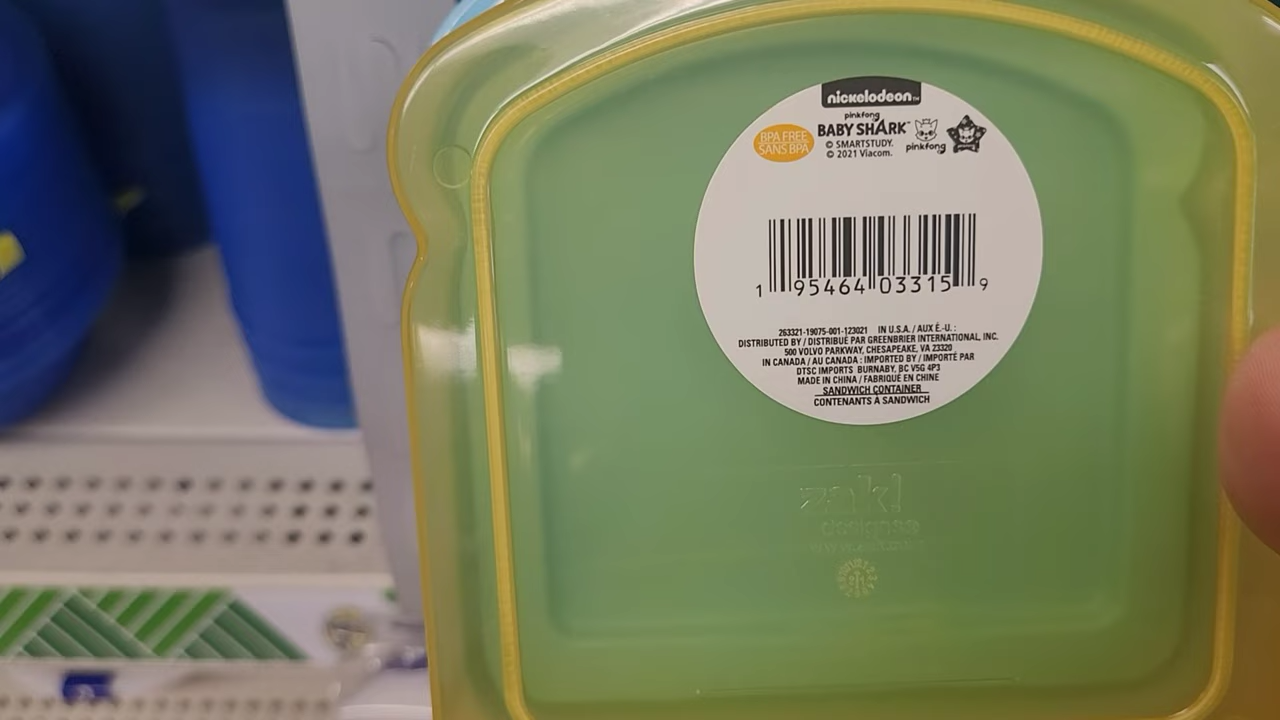 nickelodeon™
pinkfong
BPA FREE
SANS BPA
BABY SHARK™
© SMARTSTUDY.
© 2021 Viacom.
pinkfong
1 95464 03315 9
263321-19075-001-123021 IN U.S.A. / AUX É.-U. :
DISTRIBUTED BY / DISTRIBUÉ PAR GREENBRIER INTERNATIONAL, INC.
500 VOLVO PARKWAY, CHESAPEAKE, VA 23320
IN CANADA / AU CANADA : IMPORTED BY / IMPORTÉ PAR
DTSC IMPORTS BURNABY, BC V5G 4P3
MADE IN CHINA / FABRIQUÉ EN CHINE
SANDWICH CONTAINER
CONTENANTS À SANDWICH
zak!
designs